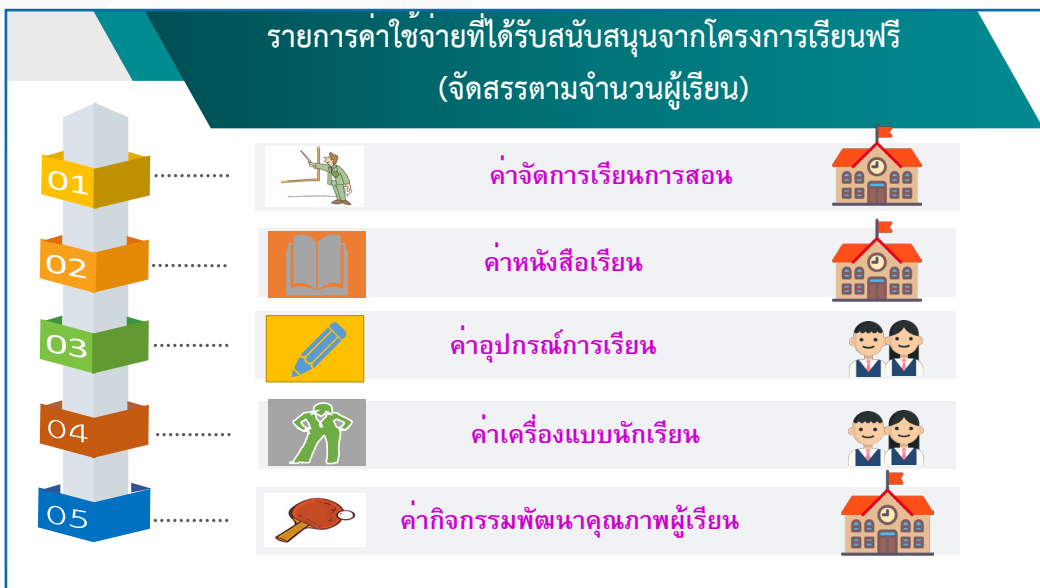 รายการค่าใช้จ่ายที่ได้รับสนับสนุนจากโครงการเรียนฟรี
(จัดสรรตามจำนวนผู้เรียน)
01 ค่าจัดการเรียนการสอน
02 ค่าหนังสือเรียน
03 ค่าอุปกรณ์การเรียน
04 ค่าเครื่องแบบนักเรียน
05 ค่ากิจกรรมพัฒนาคุณภาพผู้เรียน